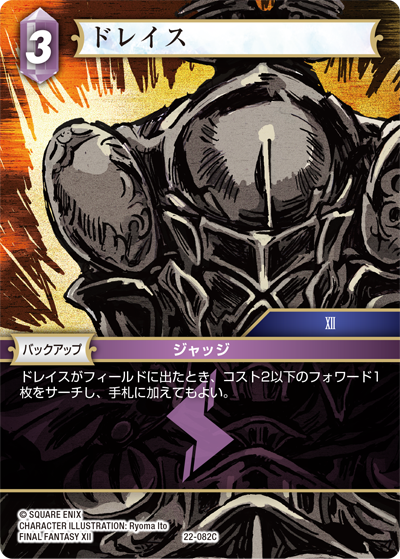 3
ドレイス
XII
バックアップ
ジャッジ
ドレイスがフィールドに出たとき、コスト2以下のフォワード1
枚をサーチし、手札に加えてもよい。
© SQUARE ENIX
CHARACTER ILLUSTRATION: Ryoma Ito
FINAL FANTASY XII
22-082C